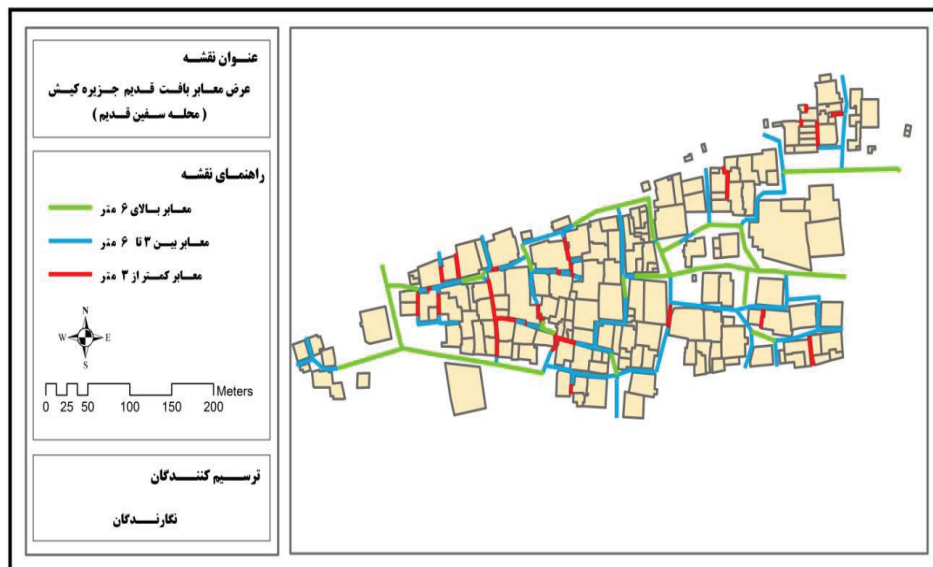 عنوان نقشه
عرض معابر بافت قدیم جزیره کیش
( محله سفین قدیم )
راهنمای نقشه
معابر بالای ۶ متر
معابر بین ۳ تا ۶ متر
معابر کمتر از ۳ متر
N
W E
S
Meters
0 25 50 100 150 200
ترسیم کنندگان
نگارندگان